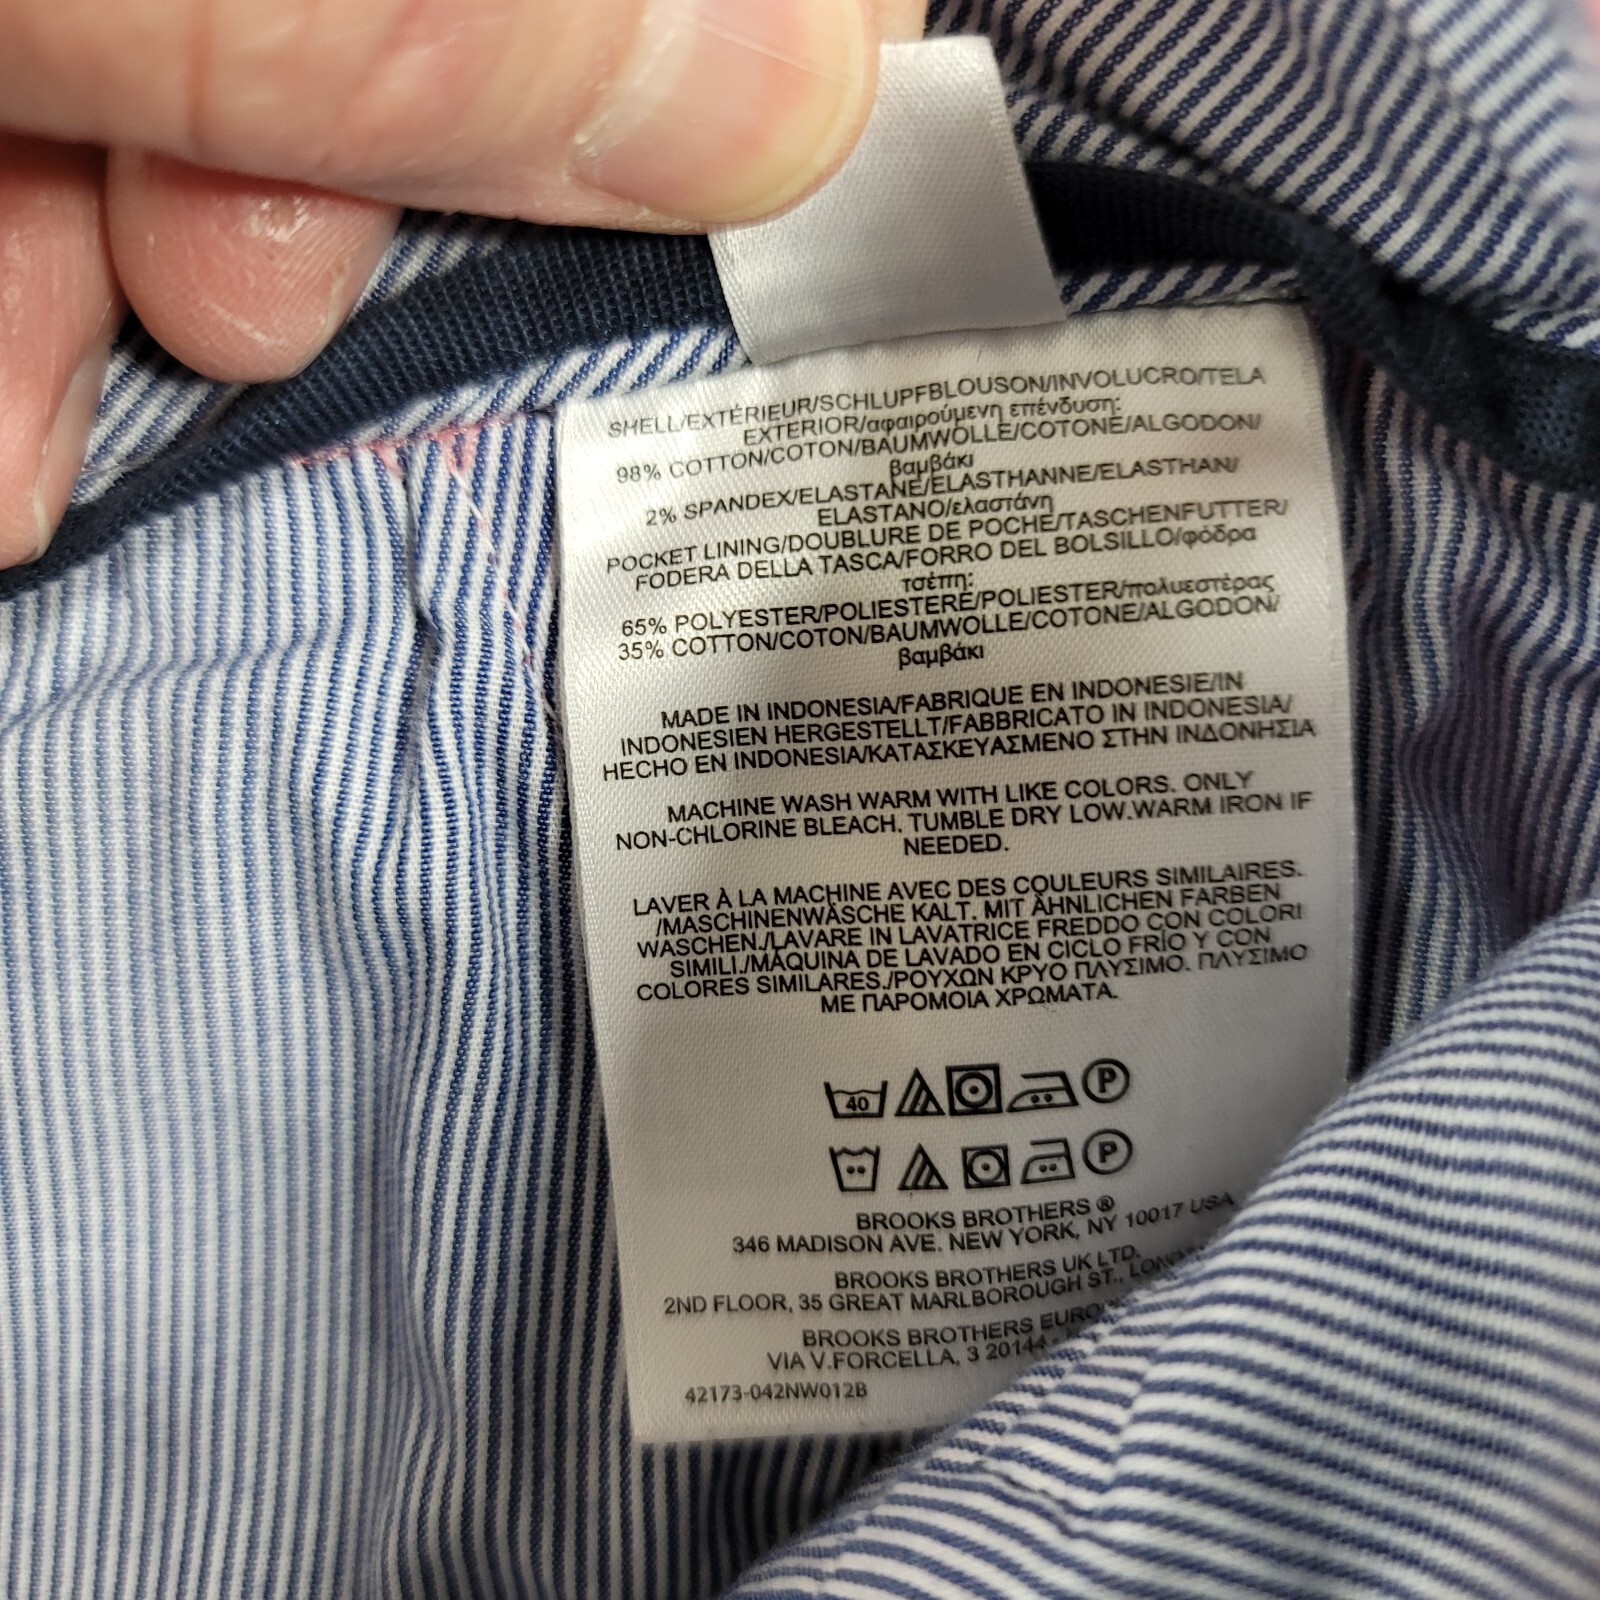 SHELL/EXTÉRIEUR/SCHLUPFBLOUSON/INVOLUCRO/TELA
EXTERIOR/αφαιρούμενη επένδυση:
98% COTTON/COTON/BAUMWOLLE/COTONE/ALGODON/
βαμβάκι
2% SPANDEX/ELASTANE/ELASTHANNE/ELASTHAN/
ELASTANO/ελαστάνη
POCKET LINING/DOUBLURE DE POCHE/TASCHENFUTTER/
FODERA DELLA TASCA/FORRO DEL BOLSILLO/φόδρα
τσέπη:
65% POLYESTER/POLIESTERE/POLIESTER/πολυεστέρας
35% COTTON/COTON/BAUMWOLLE/COTONE/ALGODON/
βαμβάκι
MADE IN INDONESIA/FABRIQUE EN INDONESIE/IN
INDONESIEN HERGESTELLT/FABBRICATO IN INDONESIA/
HECHO EN INDONESIA/ΚΑΤΑΣΚΕΥΑΣΜΕΝΟ ΣΤΗΝ ΙΝΔΟΝΗΣΙΑ
MACHINE WASH WARM WITH LIKE COLORS. ONLY
NON-CHLORINE BLEACH. TUMBLE DRY LOW.WARM IRON IF
NEEDED.
LAVER À LA MACHINE AVEC DES COULEURS SIMILAIRES.
/MASCHINENWÄSCHE KALT. MIT ÄHNLICHEN FARBEN
WASCHEN./LAVARE IN LAVATRICE FREDDO CON COLORI
SIMILI./MÁQUINA DE LAVADO EN CICLO FRÍO Y CON
COLORES SIMILARES./ΡΟΥΧΩΝ ΚΡΥΟ ΠΛΥΣΙΜΟ. ΠΛΥΣΙΜΟ
ΜΕ ΠΑΡΟΜΟΙΑ ΧΡΩΜΑΤΑ.
40 P
P
BROOKS BROTHERS ®
346 MADISON AVE. NEW YORK, NY 10017 USA
BROOKS BROTHERS UK LTD.
2ND FLOOR, 35 GREAT MARLBOROUGH ST.,
BROOKS BROTHERS
VIA V.FORCELLA, 3 20144
42173-042NW012B